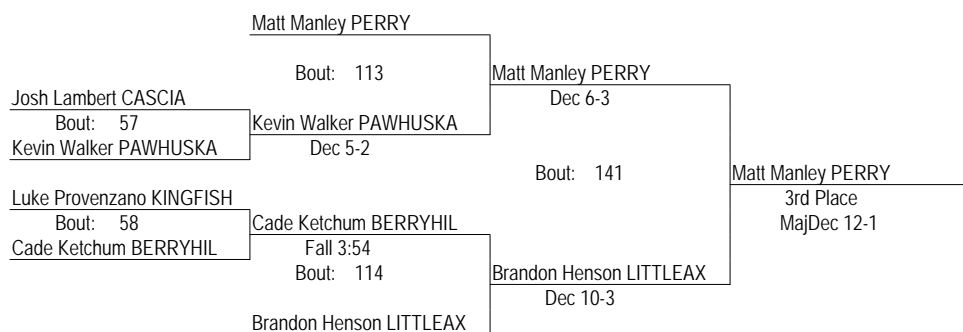 Matt Manley PERRY
Bout: 113
Matt Manley PERRY
Dec 6-3
Josh Lambert CASCIA
Bout: 57
Kevin Walker PAWHUSKA
Kevin Walker PAWHUSKA
Dec 5-2
Bout: 141
Matt Manley PERRY
3rd Place
MajDec 12-1
Luke Provenzano KINGFISH
Bout: 58
Cade Ketchum BERRYHIL
Cade Ketchum BERRYHIL
Fall 3:54
Bout: 114
Brandon Henson LITTLEAX
Dec 10-3
Brandon Henson LITTLEAX